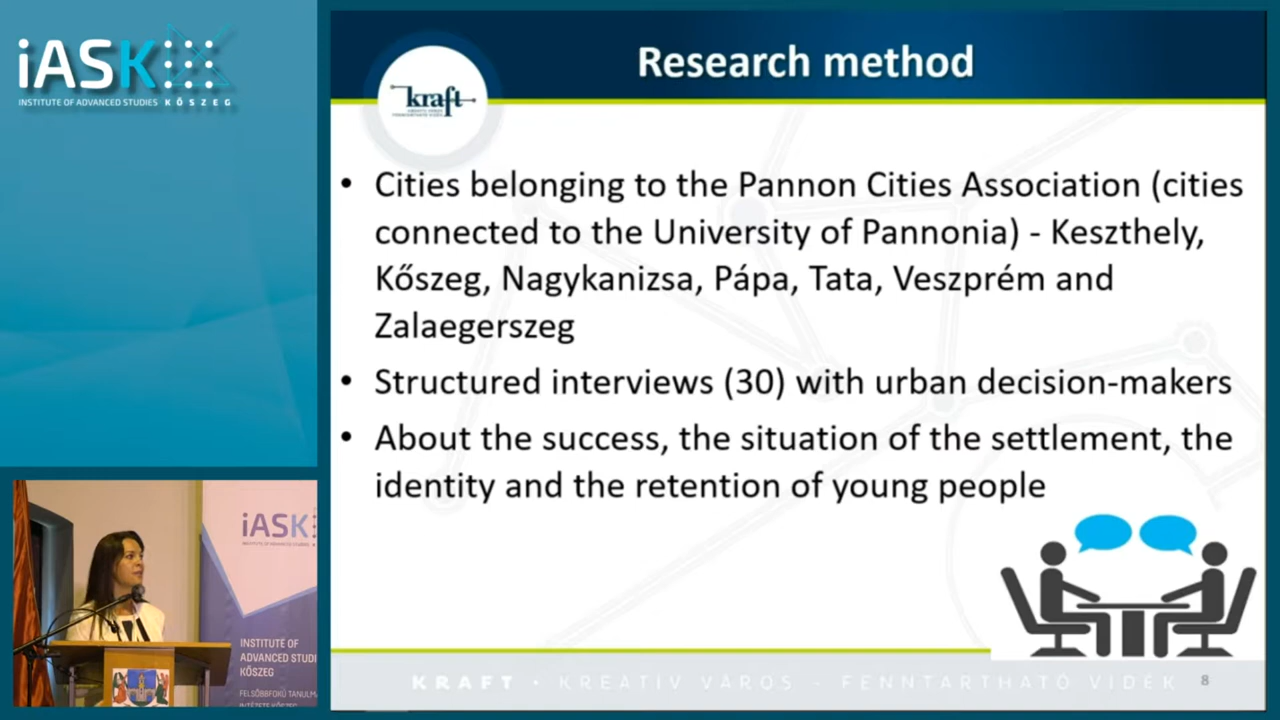 iASK
INSTITUTE OF ADVANCED STUDIES KŐSZEG
kraft
Research method
• Cities belonging to the Pannon Cities Association (cities
connected to the University of Pannonia) - Keszthely,
Kőszeg, Nagykanizsa, Pápa, Tata, Veszprém and
Zalaegerszeg
• Structured interviews (30) with urban decision-makers
• About the success, the situation of the settlement, the
identity and the retention of young people
KRAFT • KREATÍV VÁROS - FENNTARTHATÓ VIDÉK 8
iASK
INSTITUTE OF
ADVANCED STUDI
KŐSZEG
FELSŐBBFOKÚ TANULM
INTÉZETE KŐSZEG